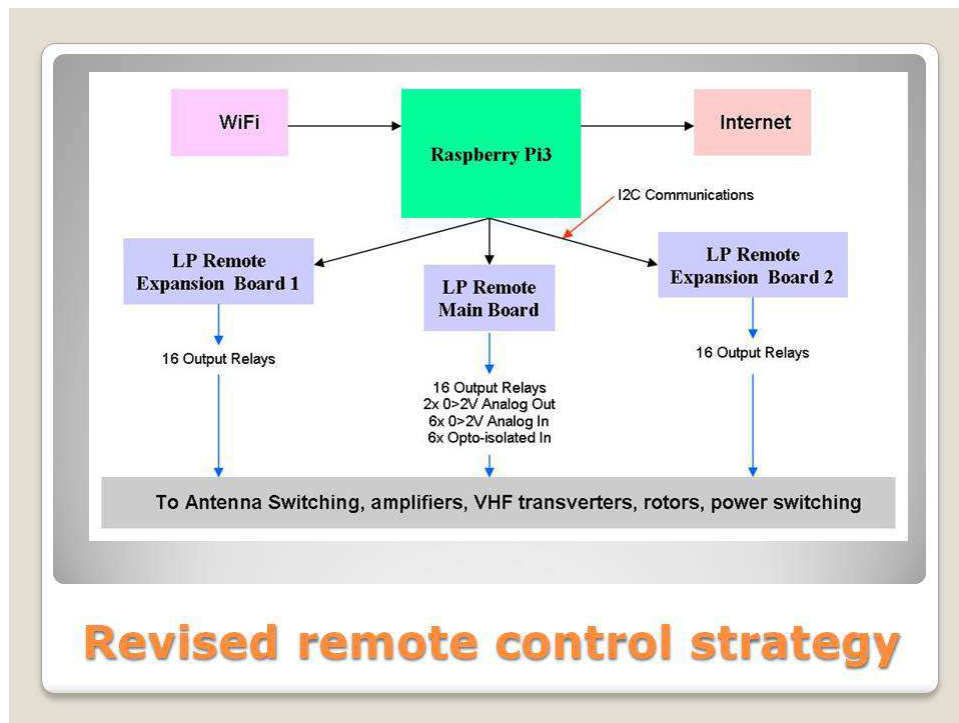 WiFi
Raspberry Pi3
Internet
I2C Communications
LP Remote
Expansion Board 1
LP Remote
Main Board
LP Remote
Expansion Board 2
16 Output Relays
16 Output Relays
2x 0>2V Analog Out
6x 0>2V Analog In
6x Opto-isolated In
16 Output Relays
To Antenna Switching, amplifiers, VHF transverters, rotors, power switching
Revised remote control strategy